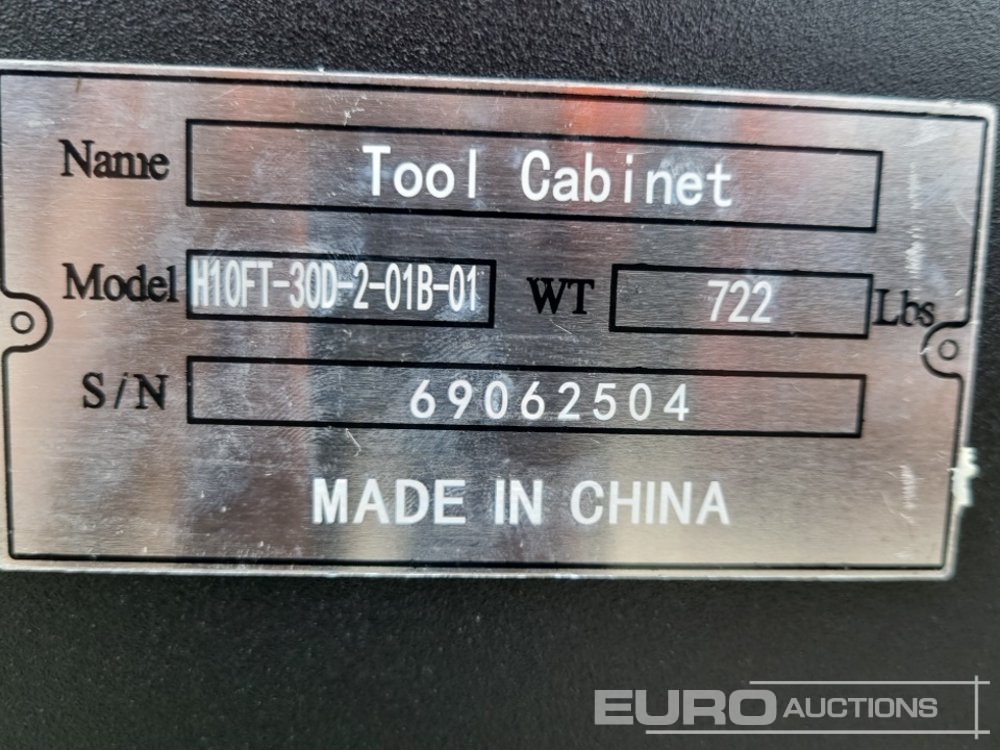 Name Tool Cabinet
Model H10FT-30D-2-01B-01 WT 722 Lbs
S/N 69062504
MADE IN CHINA
EURO AUCTIONS